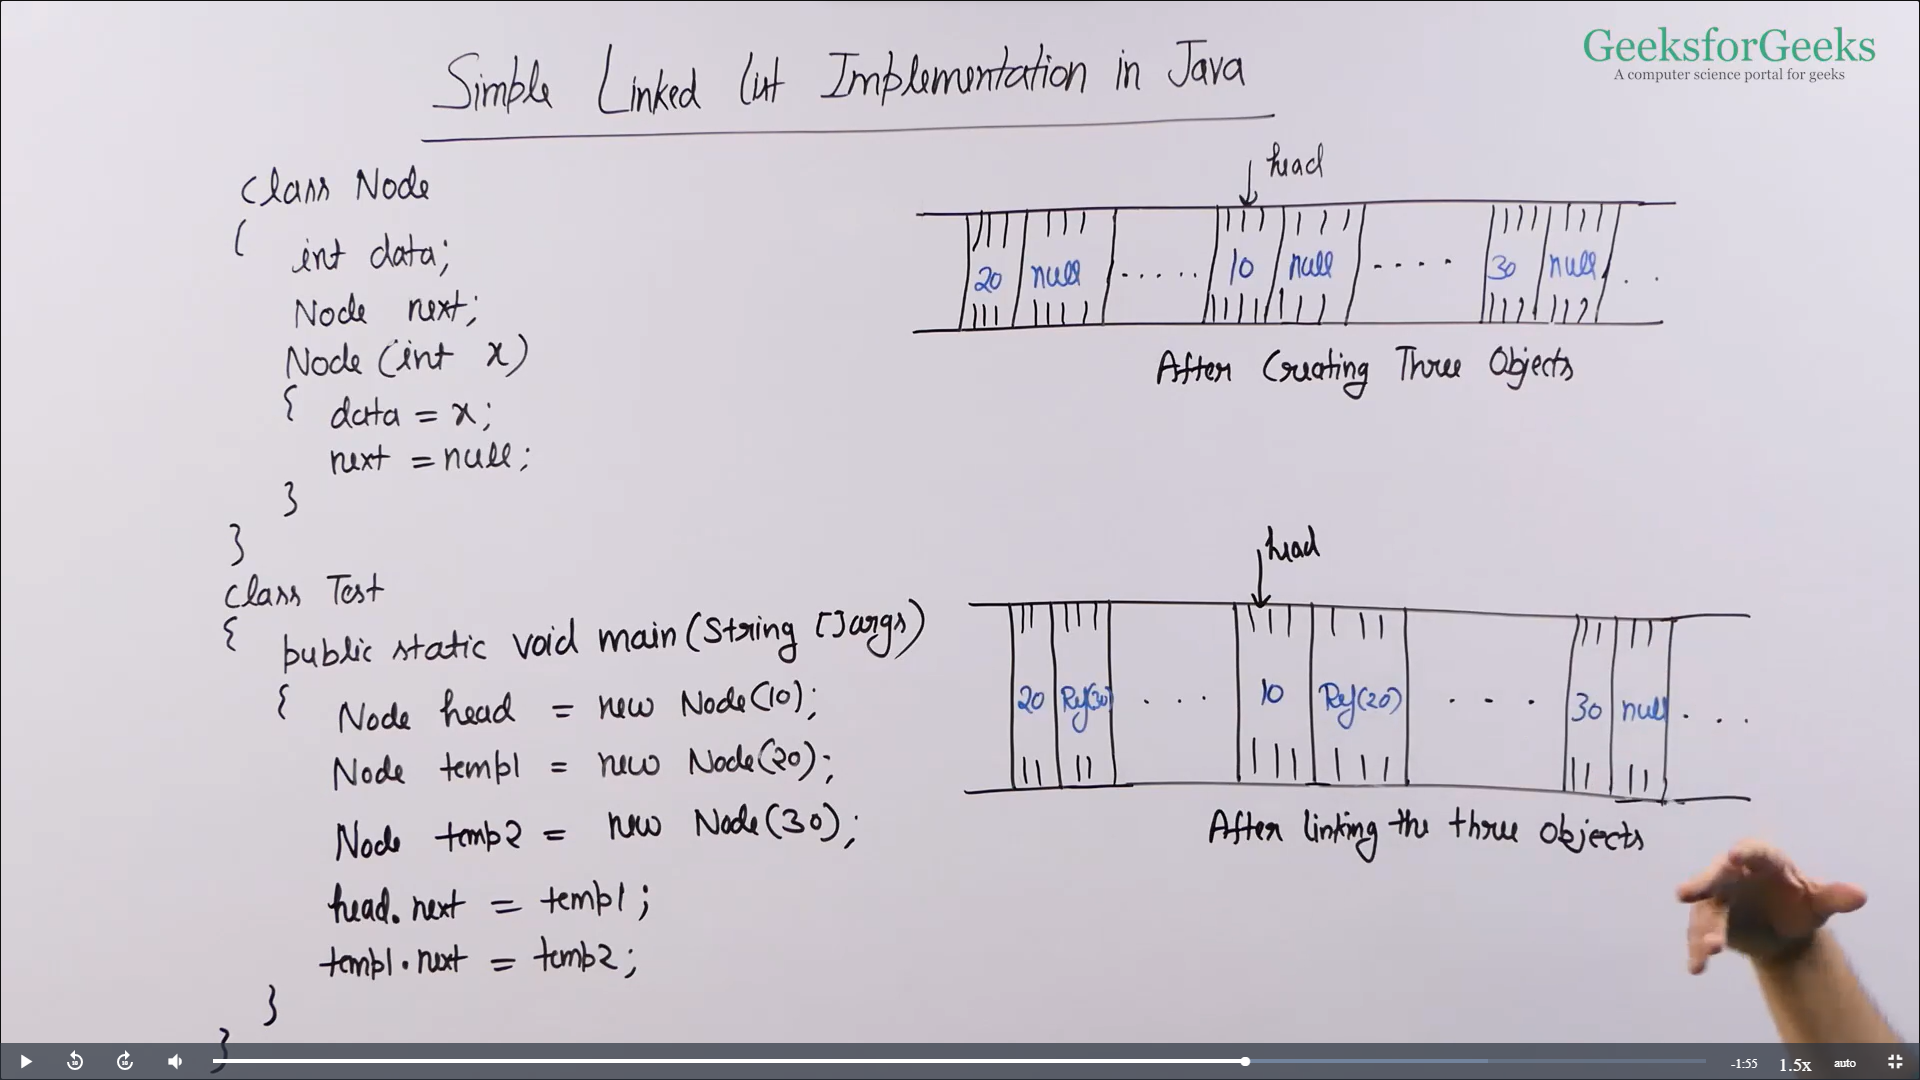 GeeksforGeeks
A computer science portal for geeks
Simple Linked list Implementation in Java
class Node
{
int data;
Node next;
Node (int x)
{ data = x;
next = null;
}
}
class Test
{ public static void main (String []args)
{ Node head = new Node(10);
Node temp1 = new Node(20);
Node temp2 = new Node(30);
head.next = temp1;
temp1.next = temp2;
}
}
head
20 null ..... 10 null .... 30 null . .
After Creating Three Objects
head
20 Ref(30) . . . 10 Ref(20) . . . 30 null . . .
After linking the three Objects
10 10 -1:55 1.5x auto